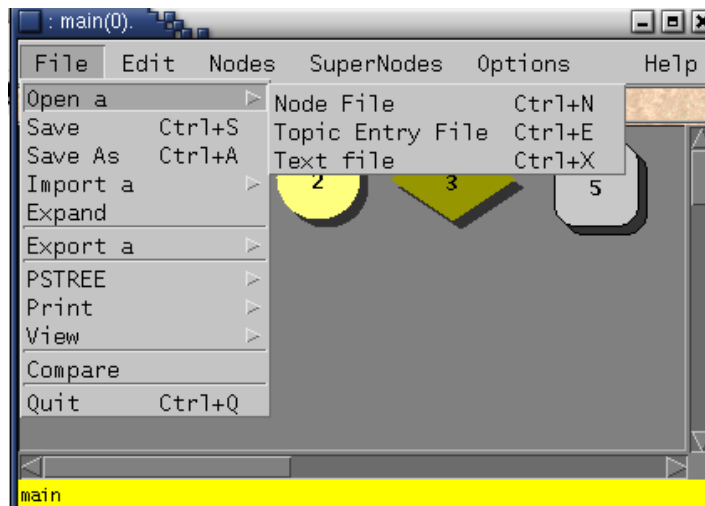 : main(0).
File Edit Nodes SuperNodes Options Help
Open a
Save Ctrl+S
Save As Ctrl+A
Import a
Expand
Export a
PSTREE
Print
View
Compare
Quit Ctrl+Q
Node File Ctrl+N
Topic Entry File Ctrl+E
Text file Ctrl+X
2 3 5
main